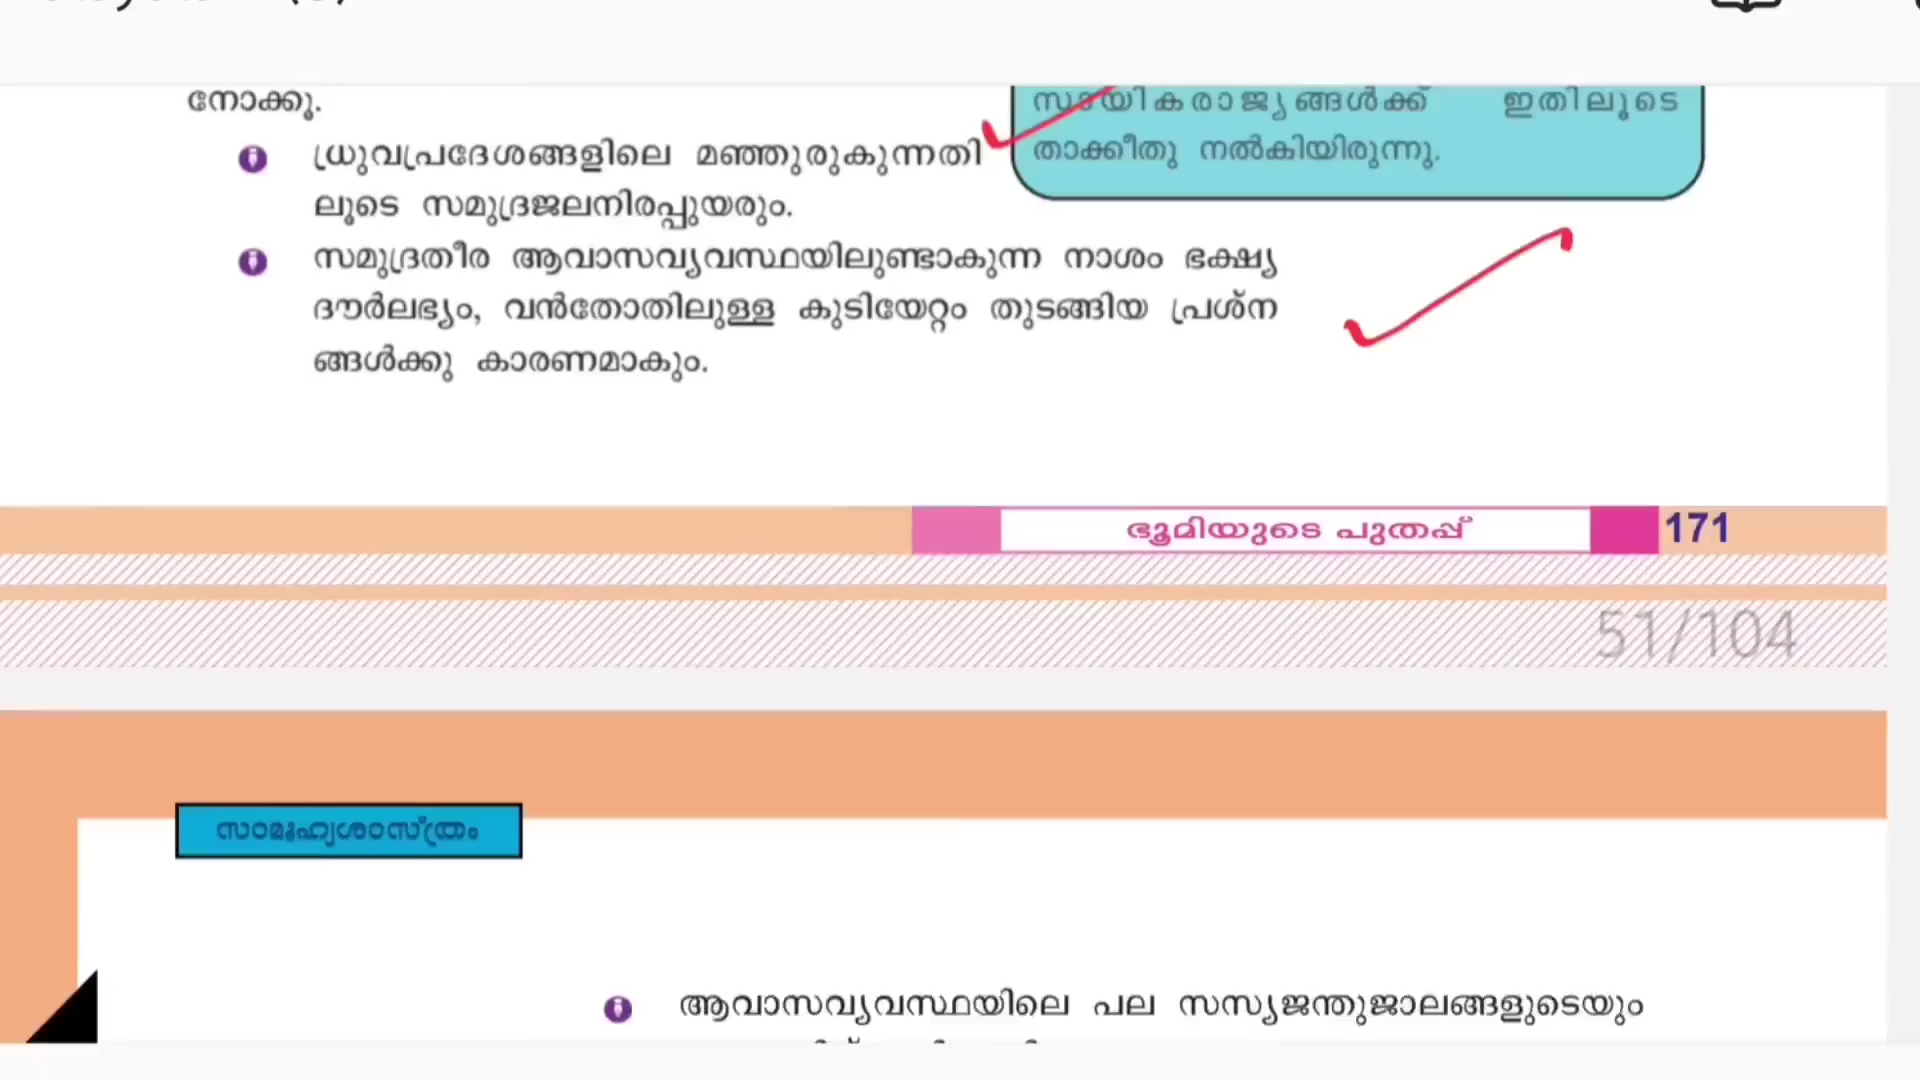 നോക്കൂ.
ധ്രുവപ്രദേശങ്ങളിലെ മഞ്ഞുരുകുന്നതി
ലൂടെ സമുദ്രജലനിരപ്പുയരും.
സമുദ്രതീര ആവാസവ്യവസ്ഥയിലുണ്ടാകുന്ന നാശം ഭക്ഷ്യ
ദൗർലഭ്യം, വൻതോതിലുള്ള കുടിയേറ്റം തുടങ്ങിയ പ്രശ്ന
ങ്ങൾക്കു കാരണമാകും.
സായികരാജ്യങ്ങൾക്ക് ഇതിലൂടെ
താക്കീതു നൽകിയിരുന്നു.
ഭൂമിയുടെ പുതപ്പ് 171
51/104
സാമൂഹ്യശാസ്ത്രം
ആവാസവ്യവസ്ഥയിലെ പല സസ്യജന്തുജാലങ്ങളുടെയും